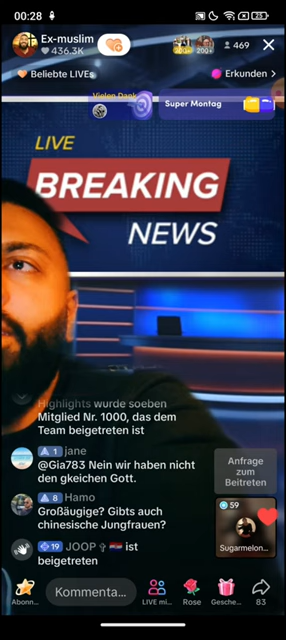 00:28
25
Ex-muslim
436.3K
200+
469
Beliebte LIVEs
Erkunden >
Vielen Dank
Super Montag
LIVE
BREAKING
NEWS
Highlights wurde soeben
Mitglied Nr. 1000, das dem
Team beigetreten ist
1 jane
@Gia783 Nein wir haben nicht
den gkeichen Gott.
8 Hamo
Großäugige? Gibts auch
chinesische Jungfrauen?
19 JOOP ✞ 🇭🇷 ist
beigetreten
Anfrage
zum
Beitreten
59
Sugarmelon...
Kommenta...
Abonn...
LIVE mi...
Rose
Gesche...
83